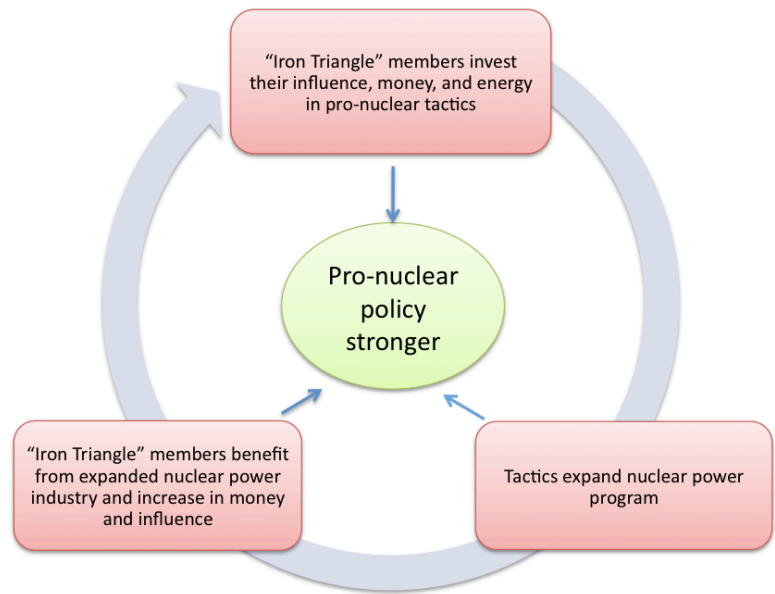 “Iron Triangle” members invest
their influence, money, and energy
in pro-nuclear tactics
Pro-nuclear
policy
stronger
“Iron Triangle” members benefit
from expanded nuclear power
industry and increase in money
and influence
Tactics expand nuclear power
program